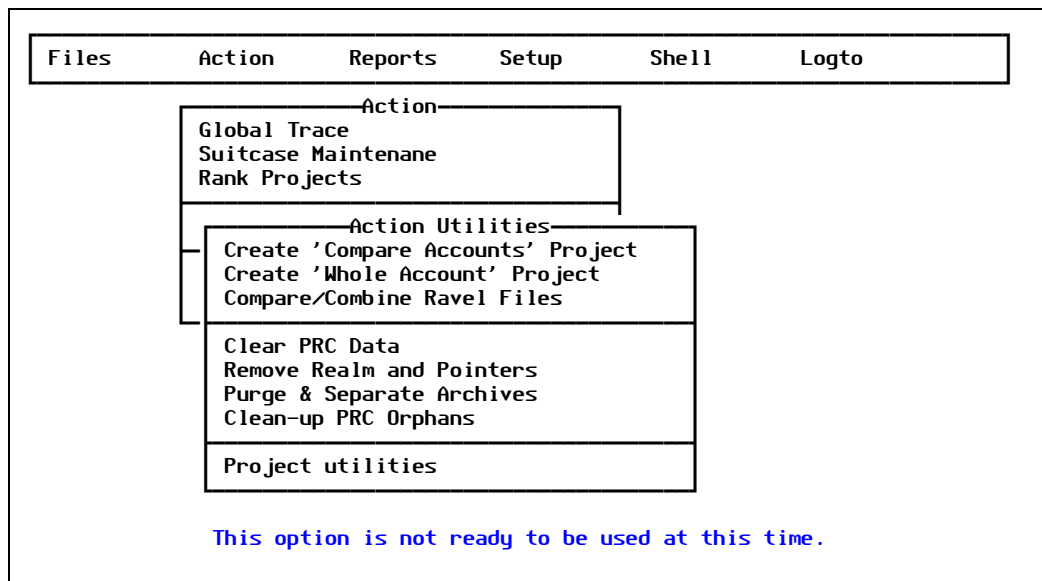 Files Action Reports Setup Shell Logto
Action
Global Trace
Suitcase Maintenane
Rank Projects
Action Utilities
Create 'Compare Accounts' Project
Create 'Whole Account' Project
Compare/Combine Ravel Files
Clear PRC Data
Remove Realm and Pointers
Purge & Separate Archives
Clean-up PRC Orphans
Project utilities
This option is not ready to be used at this time.